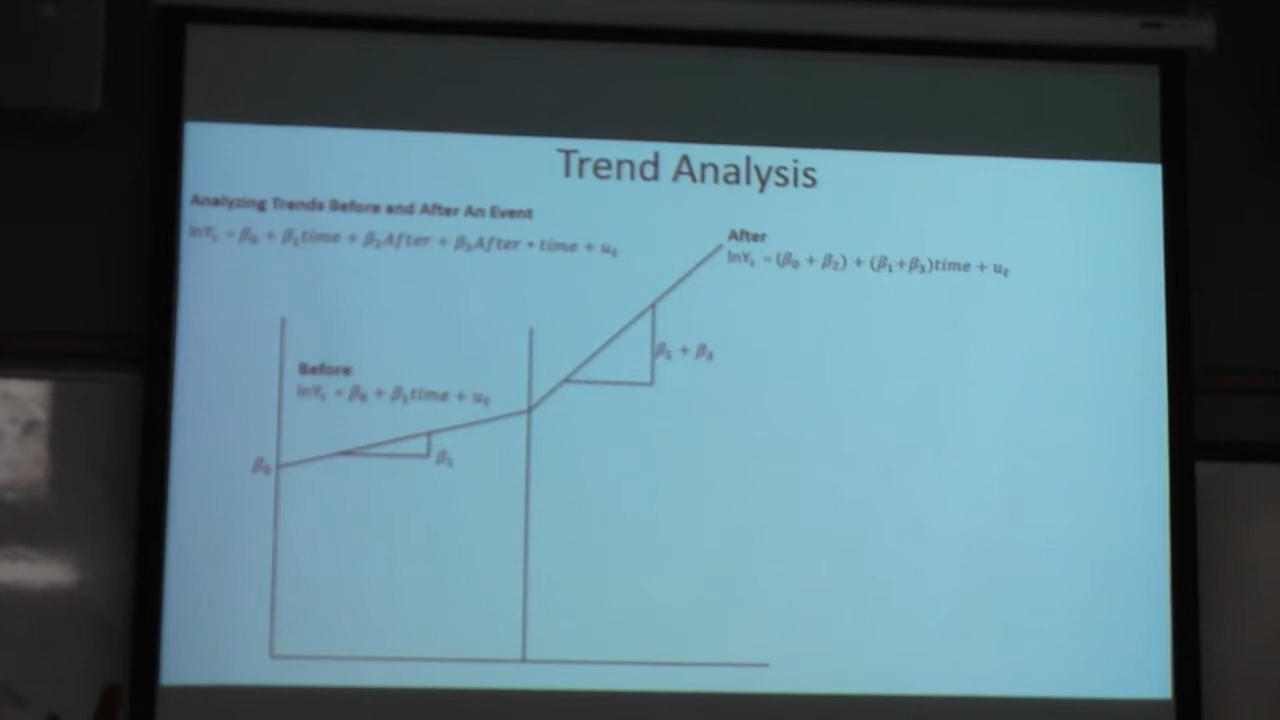 Trend Analysis
Analyzing Trends Before and After An Event
lnYₜ = β₀ + β₁time + β₂After + β₃After * time + uₜ
After
lnYₜ = (β₀ + β₂) + (β₁+β₃)time + uₜ
β₁ + β₃
Before
lnYₜ = β₀ + β₁time + uₜ
β₀
β₁